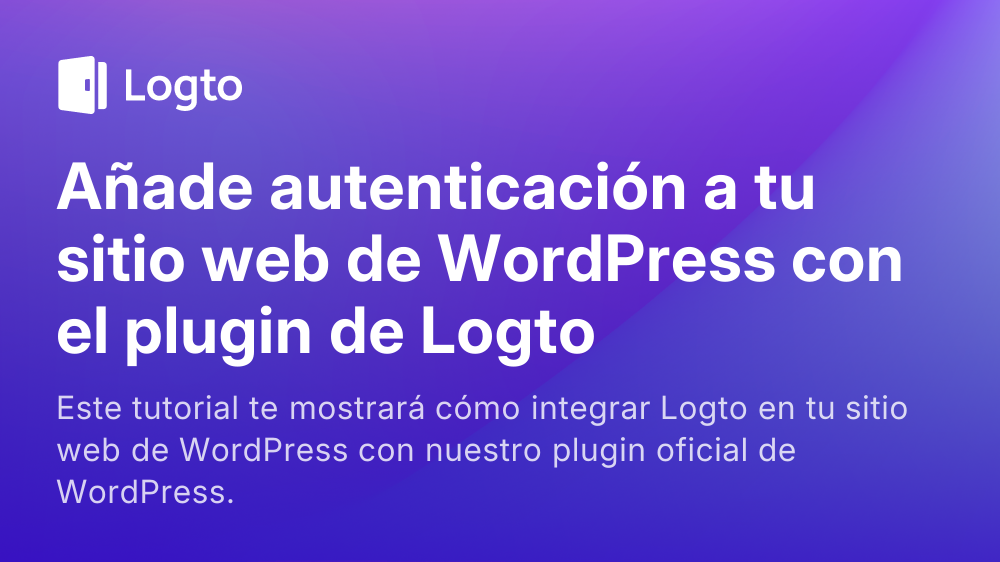 Logto
Añade autenticación a tu
sitio web de WordPress con
el plugin de Logto
Este tutorial te mostrará cómo integrar Logto en tu sitio
web de WordPress con nuestro plugin oficial de
WordPress.